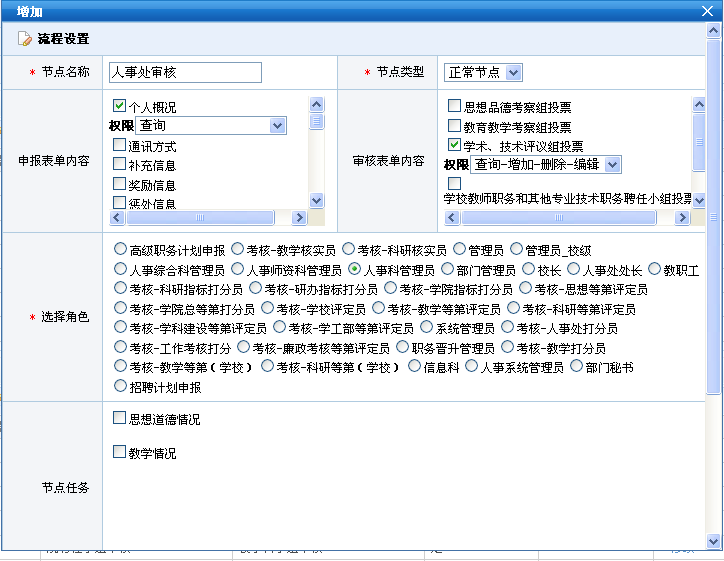 增加
流程设置
* 节点名称 人事处审核 * 节点类型 正常节点
申报表单内容
个人概况
权限 查询
通讯方式
补充信息
奖励信息
惩处信息
审核表单内容
思想品德考察组投票
教育教学考察组投票
学术、技术评议组投票
权限 查询-增加-删除-编辑
学校教师职务和其他专业技术职务聘任小组投票
* 选择角色
高级职务计划申报 考核-教学核实员 考核-科研核实员 管理员 管理员_校级
人事综合科管理员 人事师资科管理员 人事科管理员 部门管理员 校长 人事处处长 教职工
考核-科研指标打分员 考核-研办指标打分员 考核-学院指标打分员 考核-思想等第评定员
考核-学院总等第打分员 考核-学校评定员 考核-教学等第评定员 考核-科研等第评定员
考核-学科建设等第评定员 考核-学工部等第评定员 系统管理员 考核-人事处打分员
考核-工作考核打分 考核-廉政考核等第评定员 职务晋升管理员 考核-教学打分员
考核-教学等第（学校） 考核-科研等第（学校） 信息科 人事系统管理员 部门秘书
招聘计划申报
节点任务
思想道德情况
教学情况